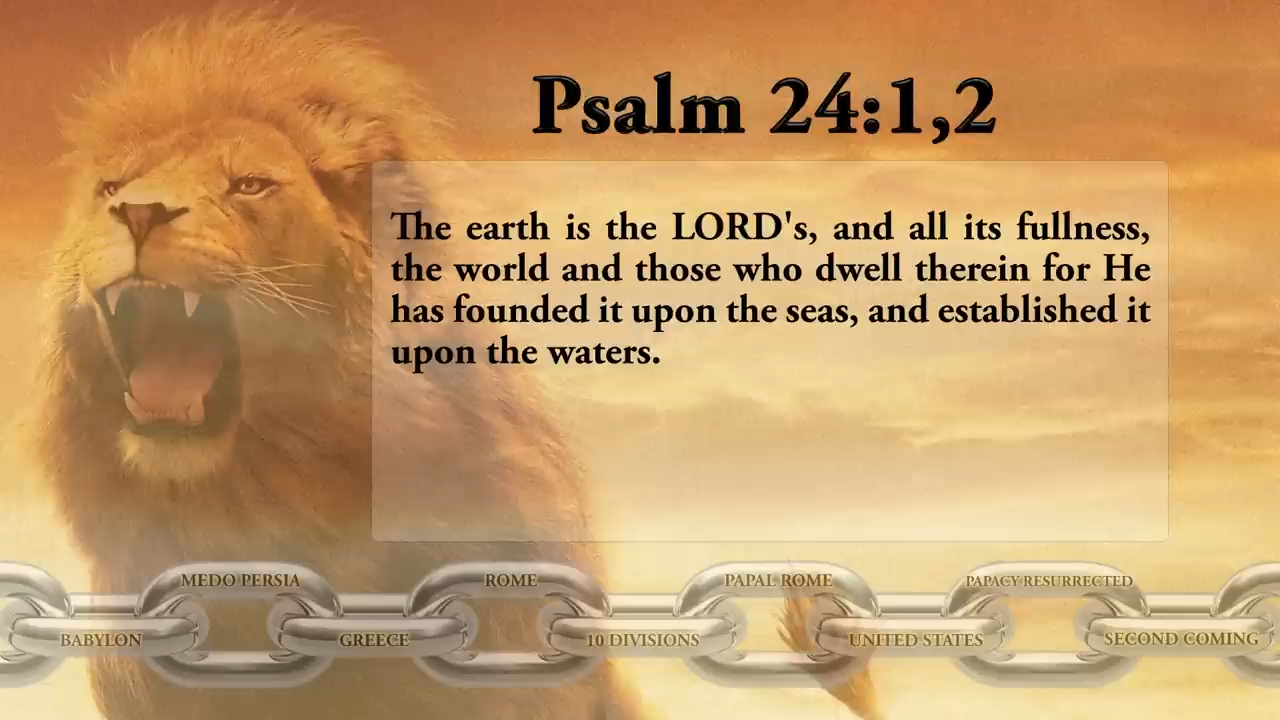 Psalm 24:1,2
The earth is the LORD's, and all its fullness,
the world and those who dwell therein for He
has founded it upon the seas, and established it
upon the waters.
MEDO PERSIA ROME PAPAL ROME PAPACY RESURRECTED
BABYLON GREECE 10 DIVISIONS UNITED STATES SECOND COMING